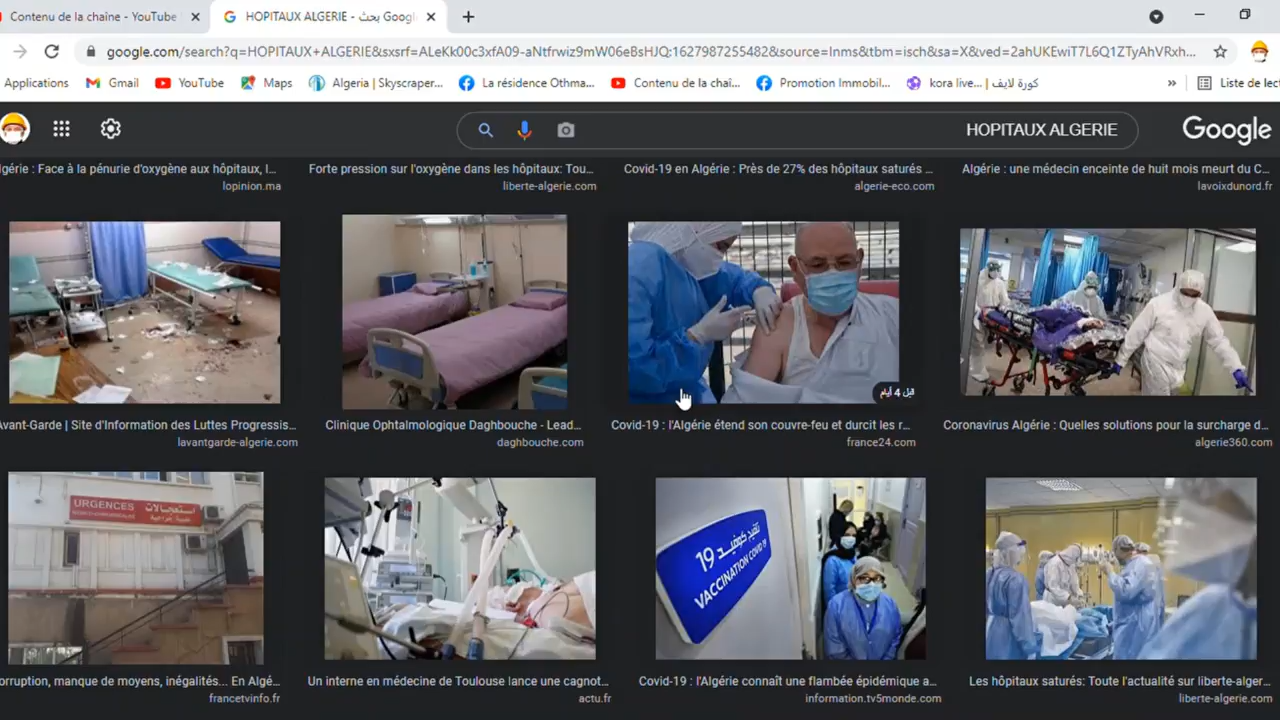 Contenu de la chaîne - YouTube
HOPITAUX ALGERIE - بحث Googl
google.com/search?q=HOPITAUX+ALGERIE&sxsrf=ALeKk00c3xfA09-aNtfrwiz9mW06eBsHJQ:1627987255482&source=lnms&tbm=isch&sa=X&ved=2ahUKEwiT7L6Q1ZTyAhVRxh...
Applications
Gmail
YouTube
Maps
Algeria | Skyscraper...
La résidence Othma...
Contenu de la chaî...
Promotion Immobil...
kora live... | كورة لايف
»
Liste de lect
HOPITAUX ALGERIE
Google
gérie : Face à la pénurie d'oxygène aux hôpitaux, l...
lopinion.ma
Forte pression sur l'oxygène dans les hôpitaux: Tou...
liberte-algerie.com
Covid-19 en Algérie : Près de 27% des hôpitaux saturés ...
algerie-eco.com
Algérie : une médecin enceinte de huit mois meurt du C...
lavoixdunord.fr
قبل 4 أيام
Avant-Garde | Site d'Information des Luttes Progressis...
lavantgarde-algerie.com
Clinique Ophtalmologique Daghbouche - Lead...
daghbouche.com
Covid-19 : l'Algérie étend son couvre-feu et durcit les r...
france24.com
Coronavirus Algérie : Quelles solutions pour la surcharge d...
algerie360.com
URGENCES
استعجالات
تنقيح كوفيد 19
VACCINATION COVID 19
orruption, manque de moyens, inégalités... En Algé...
francetvinfo.fr
Un interne en médecine de Toulouse lance une cagnot...
actu.fr
Covid-19 : l'Algérie connaît une flambée épidémique a...
information.tv5monde.com
Les hôpitaux saturés: Toute l'actualité sur liberte-alger...
liberte-algerie.com